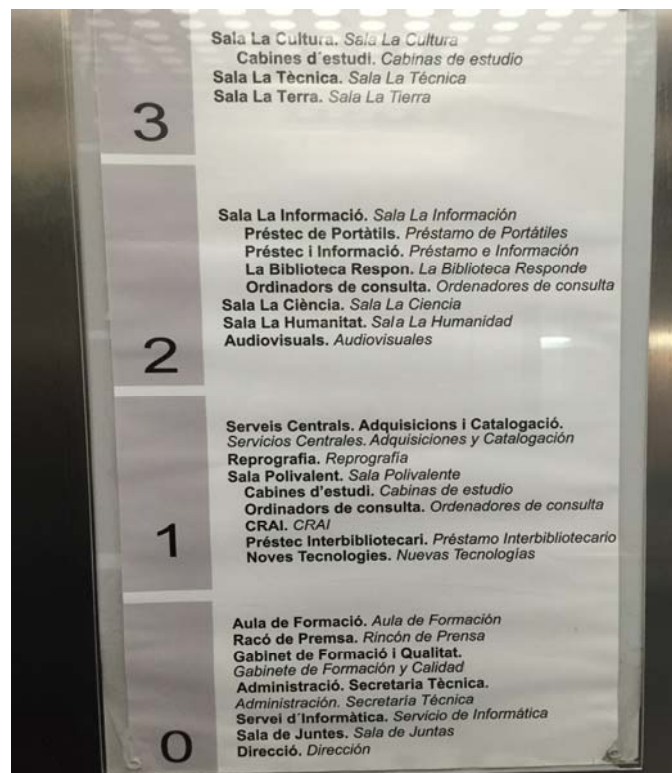 Sala La Cultura. Sala La Cultura
Cabines d´estudi. Cabinas de estudio
Sala La Tècnica. Sala La Técnica
Sala La Terra. Sala La Tierra
3
Sala La Informació. Sala La Información
Préstec de Portàtils. Préstamo de Portátiles
Préstec i Informació. Préstamo e Información
La Biblioteca Respon. La Biblioteca Responde
Ordinadors de consulta. Ordenadores de consulta
Sala La Ciència. Sala La Ciencia
Sala La Humanitat. Sala La Humanidad
Audiovisuals. Audiovisuales
2
Serveis Centrals. Adquisicions i Catalogació.
Servicios Centrales. Adquisiciones y Catalogación
Reprografia. Reprografia
Sala Polivalent. Sala Polivalente
Cabines d'estudi. Cabinas de estudio
Ordinadors de consulta. Ordenadores de consulta
CRAI. CRAI
Préstec Interbibliotecari. Préstamo Interbibliotecario
Noves Tecnologies. Nuevas Tecnologías
1
Aula de Formació. Aula de Formación
Racó de Premsa. Rincón de Prensa
Gabinet de Formació i Qualitat.
Gabinete de Formación y Calidad
Administració. Secretaria Tècnica.
Administración. Secretaría Técnica
Servei d´Informàtica. Servicio de Informática
Sala de Juntes. Sala de Juntas
Direcció. Dirección
0